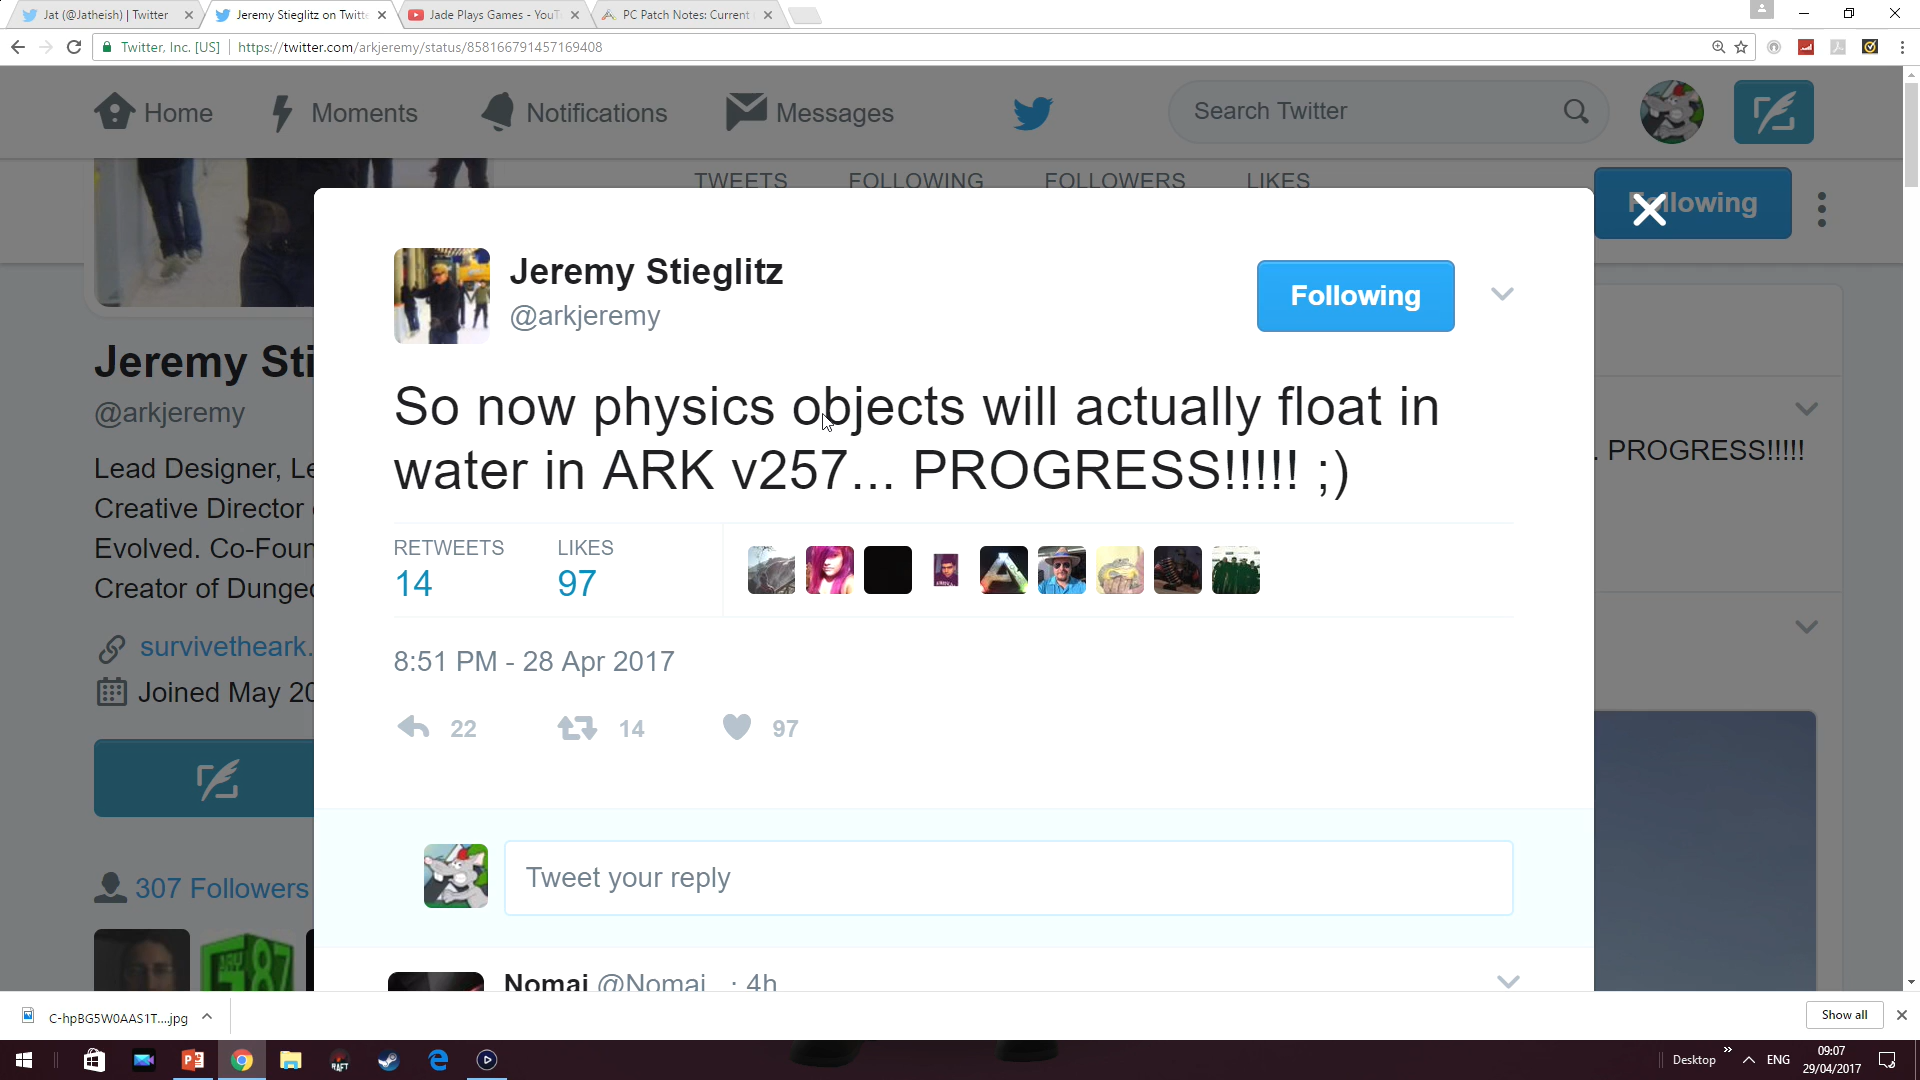 Jat (@Jatheish) | Twitter
Jeremy Stieglitz on Twitt
Jade Plays Games - YouT
PC Patch Notes: Current
Twitter, Inc. [US]
https://twitter.com/arkjeremy/status/858166791457169408
Home
Moments
Notifications
Messages
Search Twitter
TWEETS
FOLLOWING
FOLLOWERS
LIKES
Following
Jeremy Stieglitz
@arkjeremy
Following
So now physics objects will actually float in
water in ARK v257... PROGRESS!!!!! ;)
RETWEETS
14
LIKES
97
8:51 PM - 28 Apr 2017
22
14
97
Tweet your reply
Nomai @Nomai_ · 4h
Jeremy Sti
@arkjeremy
Lead Designer, Le
Creative Director
Evolved. Co-Foun
Creator of Dunge
survivetheark.
Joined May 20
307 Followers
. PROGRESS!!!!!
C-hpBG5W0AAS1T....jpg
Show all
Desktop
ENG
09:07
29/04/2017